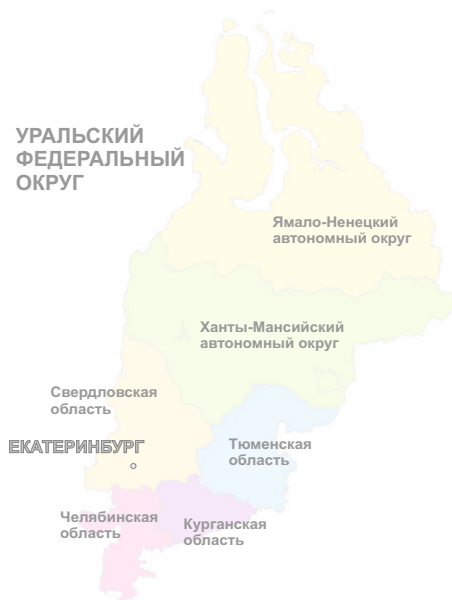 УРАЛЬСКИЙ
ФЕДЕРАЛЬНЫЙ
ОКРУГ
Ямало-Ненецкий
автономный округ
Ханты-Мансийский
автономный округ
Свердловская
область
ЕКАТЕРИНБУРГ
Тюменская
область
Челябинская
область
Курганская
область